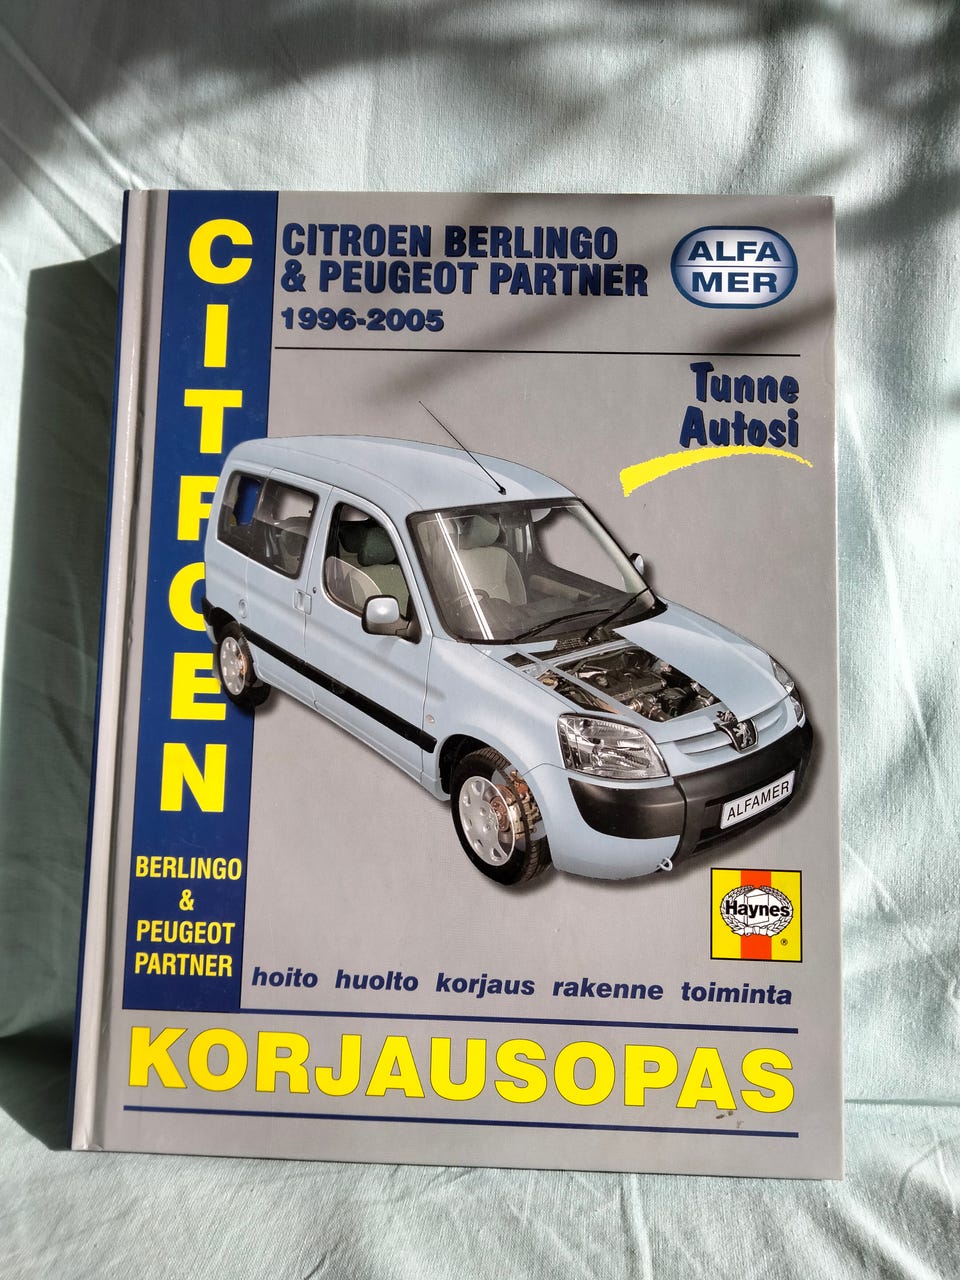 CITROEN
BERLINGO
&
PEUGEOT
PARTNER
CITROEN BERLINGO
& PEUGEOT PARTNER
1996-2005
ALFA
MER
Tunne
Autosi
ALFAMER
Haynes
®
hoito huolto korjaus rakenne toiminta
KORJAUSOPAS